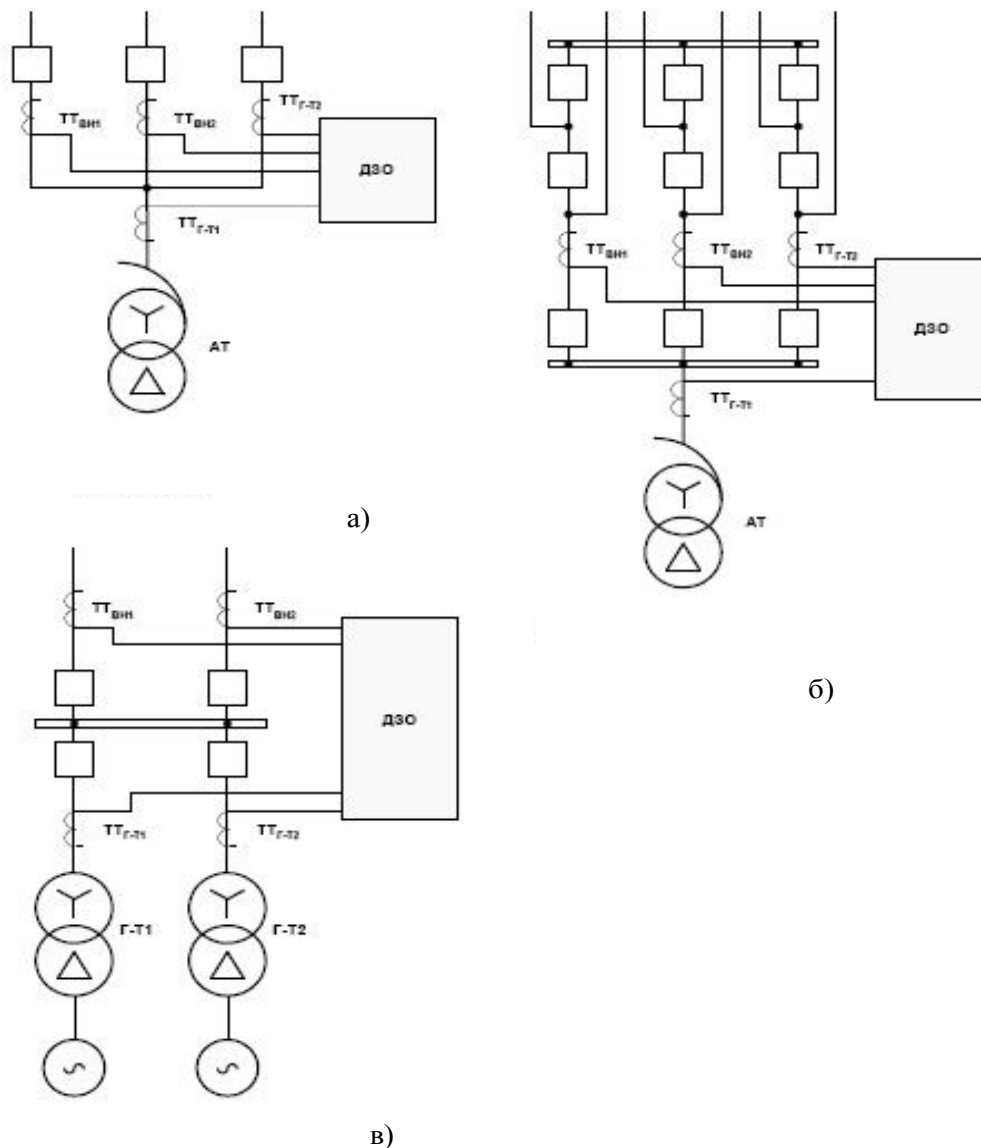 ТТГ-Т2
ТТВН1
ТТВН2
ДЗО
ТТГ-Т1
АТ
а)
ТТВН1
ТТВН2
ТТГ-Т2
ДЗО
ТТГ-Т1
АТ
б)
ТТВН1
ТТВН2
ДЗО
ТТГ-Т1
ТТГ-Т2
Г-Т1
Г-Т2
в)